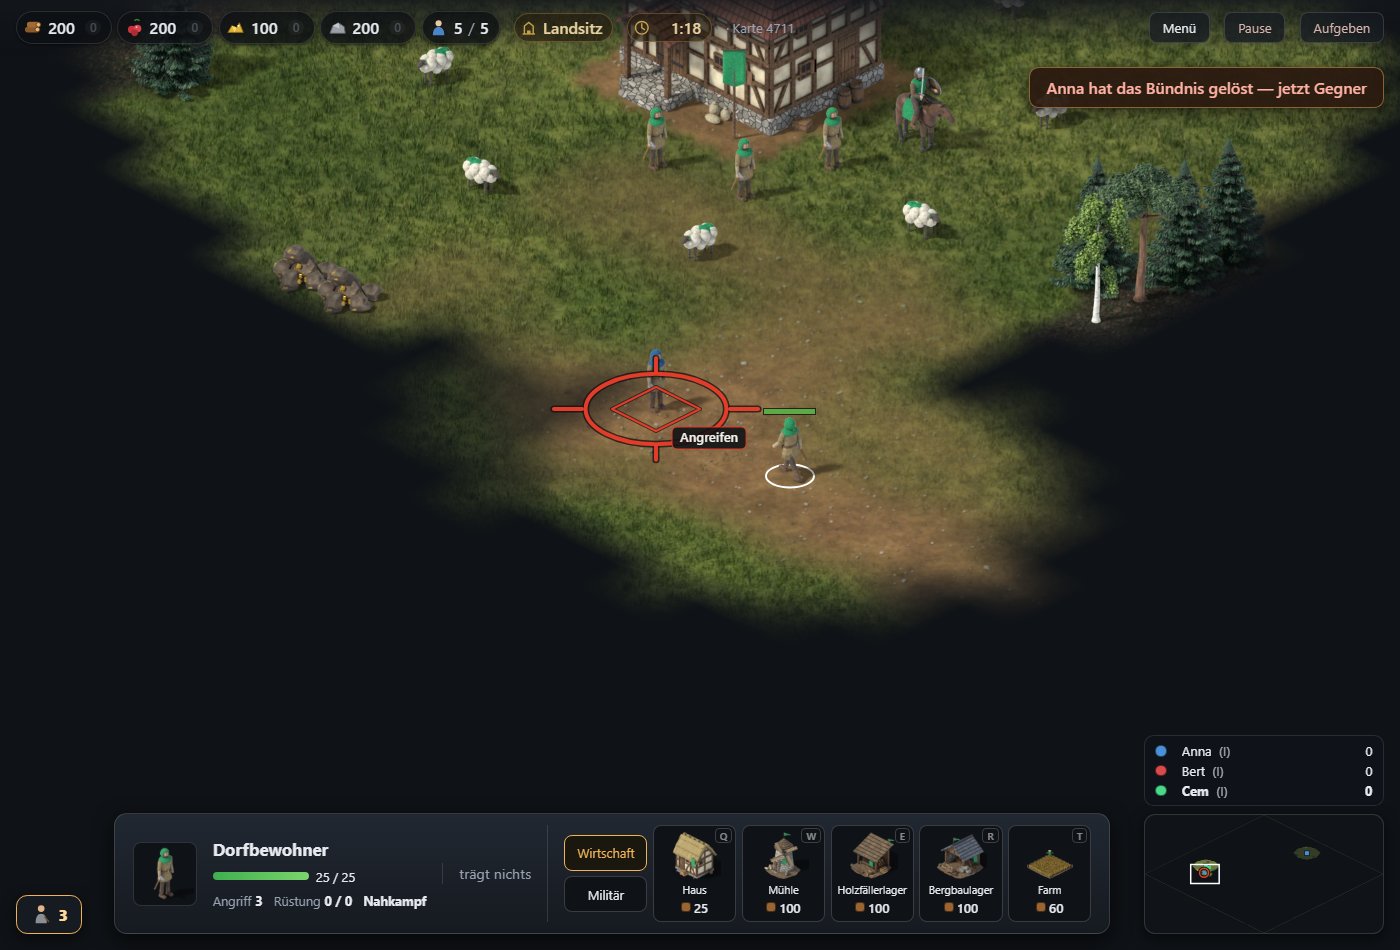 200 0
200 0
100 0
200 0
5 / 5
Landsitz
1:18
Karte 4711
Menü
Pause
Aufgeben
Anna hat das Bündnis gelöst — jetzt Gegner
Angreifen
Anna (I) 0
Bert (I) 0
Cem (I) 0
Dorfbewohner
25 / 25
Angriff 3 Rüstung 0 / 0 Nahkampf
trägt nichts
Wirtschaft
Militär
Q
Haus
25
W
Mühle
100
E
Holzfällerlager
100
R
Bergbaulager
100
T
Farm
60
3